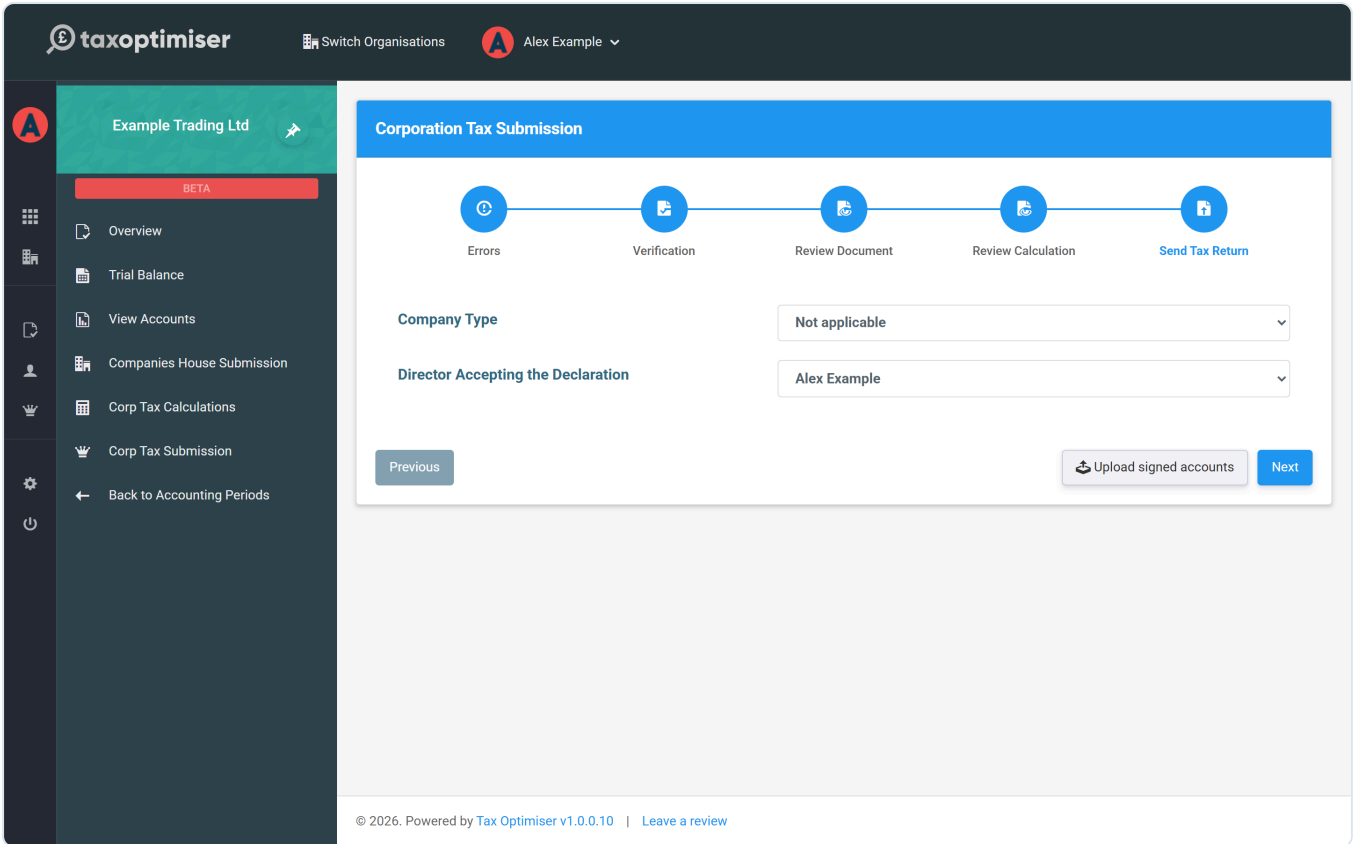 taxoptimiser
Switch Organisations
Alex Example
Example Trading Ltd
BETA
Overview
Trial Balance
View Accounts
Companies House Submission
Corp Tax Calculations
Corp Tax Submission
Back to Accounting Periods
Corporation Tax Submission
Errors
Verification
Review Document
Review Calculation
Send Tax Return
Company Type
Not applicable
Director Accepting the Declaration
Alex Example
Previous
Upload signed accounts
Next
© 2026. Powered by Tax Optimiser v1.0.0.10 | Leave a review